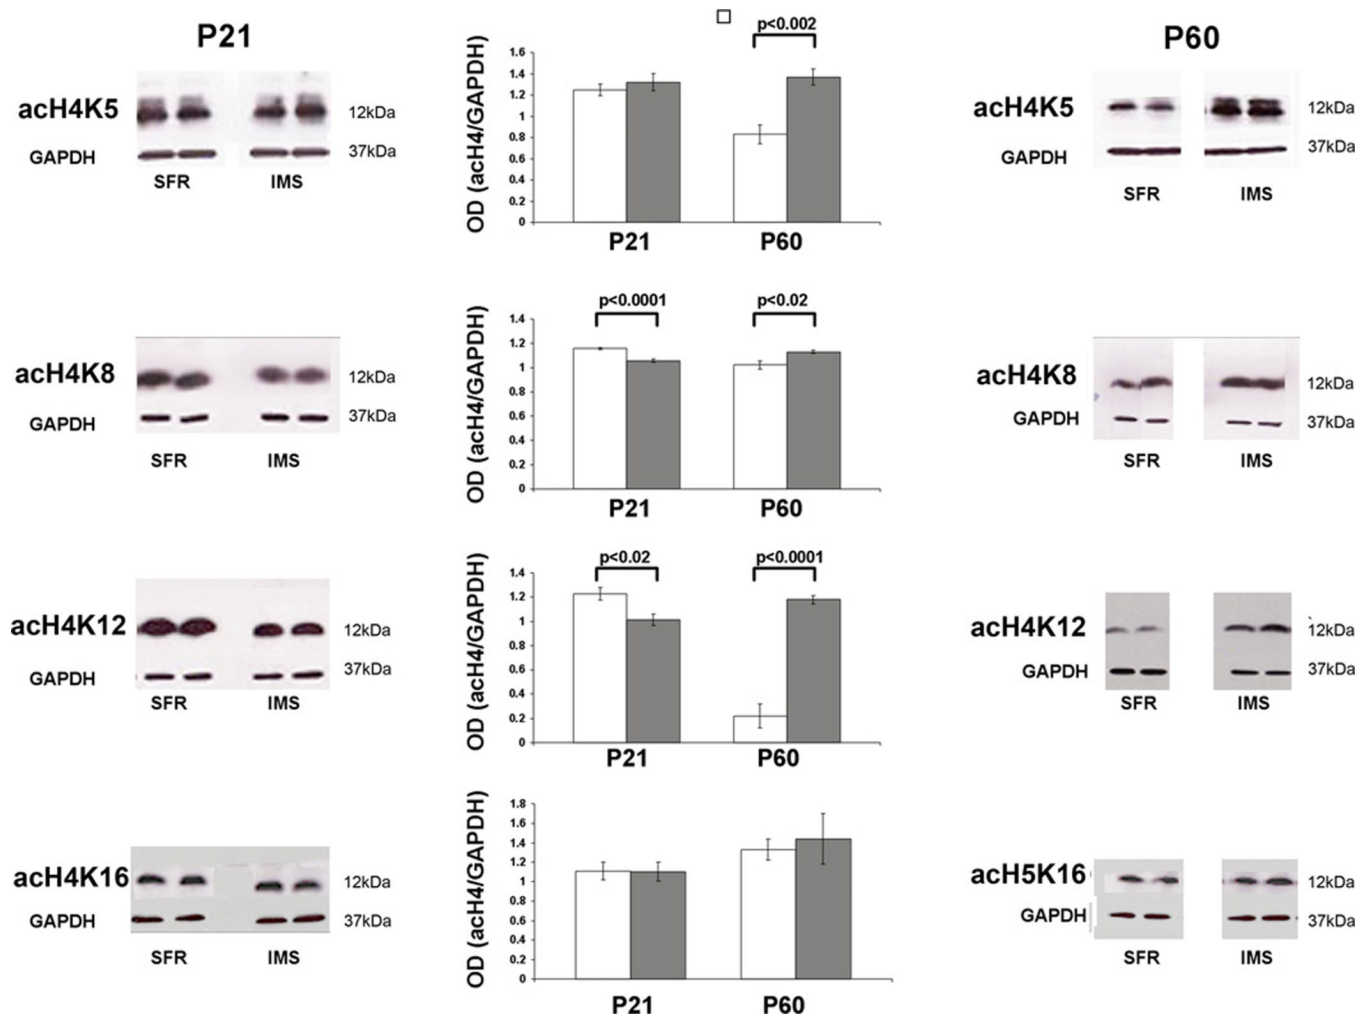 P21
P60
acH4K5
12kDa
GAPDH
37kDa
SFR
IMS
OD (acH4/GAPDH)
p<0.002
1.6
1.4
1.2
1
0.8
0.6
0.4
0.2
0
P21
P60
acH4K5
12kDa
GAPDH
37kDa
SFR
IMS
acH4K8
12kDa
GAPDH
37kDa
SFR
IMS
OD (acH4/GAPDH)
p<0.0001
p<0.02
1.4
1.2
1
0.8
0.6
0.4
0.2
0
P21
P60
acH4K8
12kDa
GAPDH
37kDa
SFR
IMS
acH4K12
12kDa
GAPDH
37kDa
SFR
IMS
OD (acH4/GAPDH)
p<0.02
p<0.0001
1.4
1.2
1
0.8
0.6
0.4
0.2
0
P21
P60
acH4K12
12kDa
GAPDH
37kDa
SFR
IMS
acH4K16
12kDa
GAPDH
37kDa
SFR
IMS
OD (acH4/GAPDH)
1.8
1.6
1.4
1.2
1
0.8
0.6
0.4
0.2
0
P21
P60
acH5K16
12kDa
GAPDH
37kDa
SFR
IMS